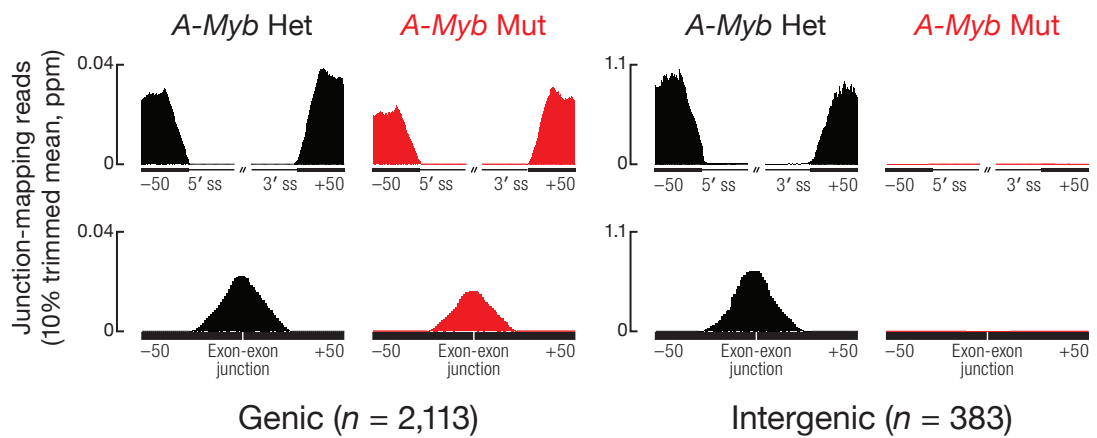 A-Myb Het
A-Myb Mut
A-Myb Het
A-Myb Mut
Junction-mapping reads
(10% trimmed mean, ppm)
0.04
0
1.1
0
−50 5′ ss // 3′ ss +50
−50 5′ ss // 3′ ss +50
−50 5′ ss // 3′ ss +50
−50 5′ ss // 3′ ss +50
0.04
0
1.1
0
−50 Exon-exon +50
junction
−50 Exon-exon +50
junction
−50 Exon-exon +50
junction
−50 Exon-exon +50
junction
Genic (n = 2,113)
Intergenic (n = 383)